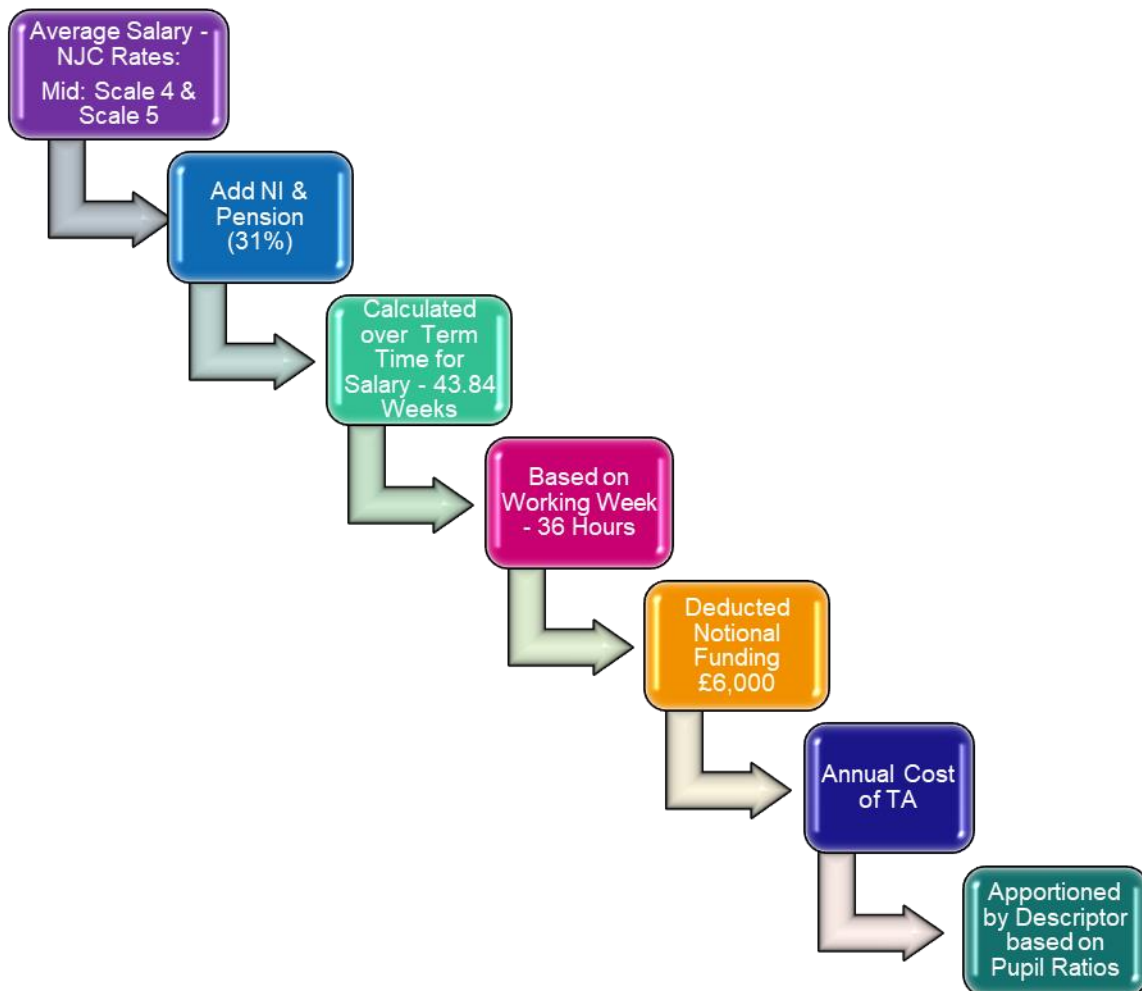 Average Salary -
NJC Rates:
Mid: Scale 4 &
Scale 5
Add NI &
Pension
(31%)
Calculated
over Term
Time for
Salary - 43.84
Weeks
Based on
Working Week
- 36 Hours
Deducted
Notional
Funding
£6,000
Annual Cost
of TA
Apportioned
by Descriptor
based on
Pupil Ratios